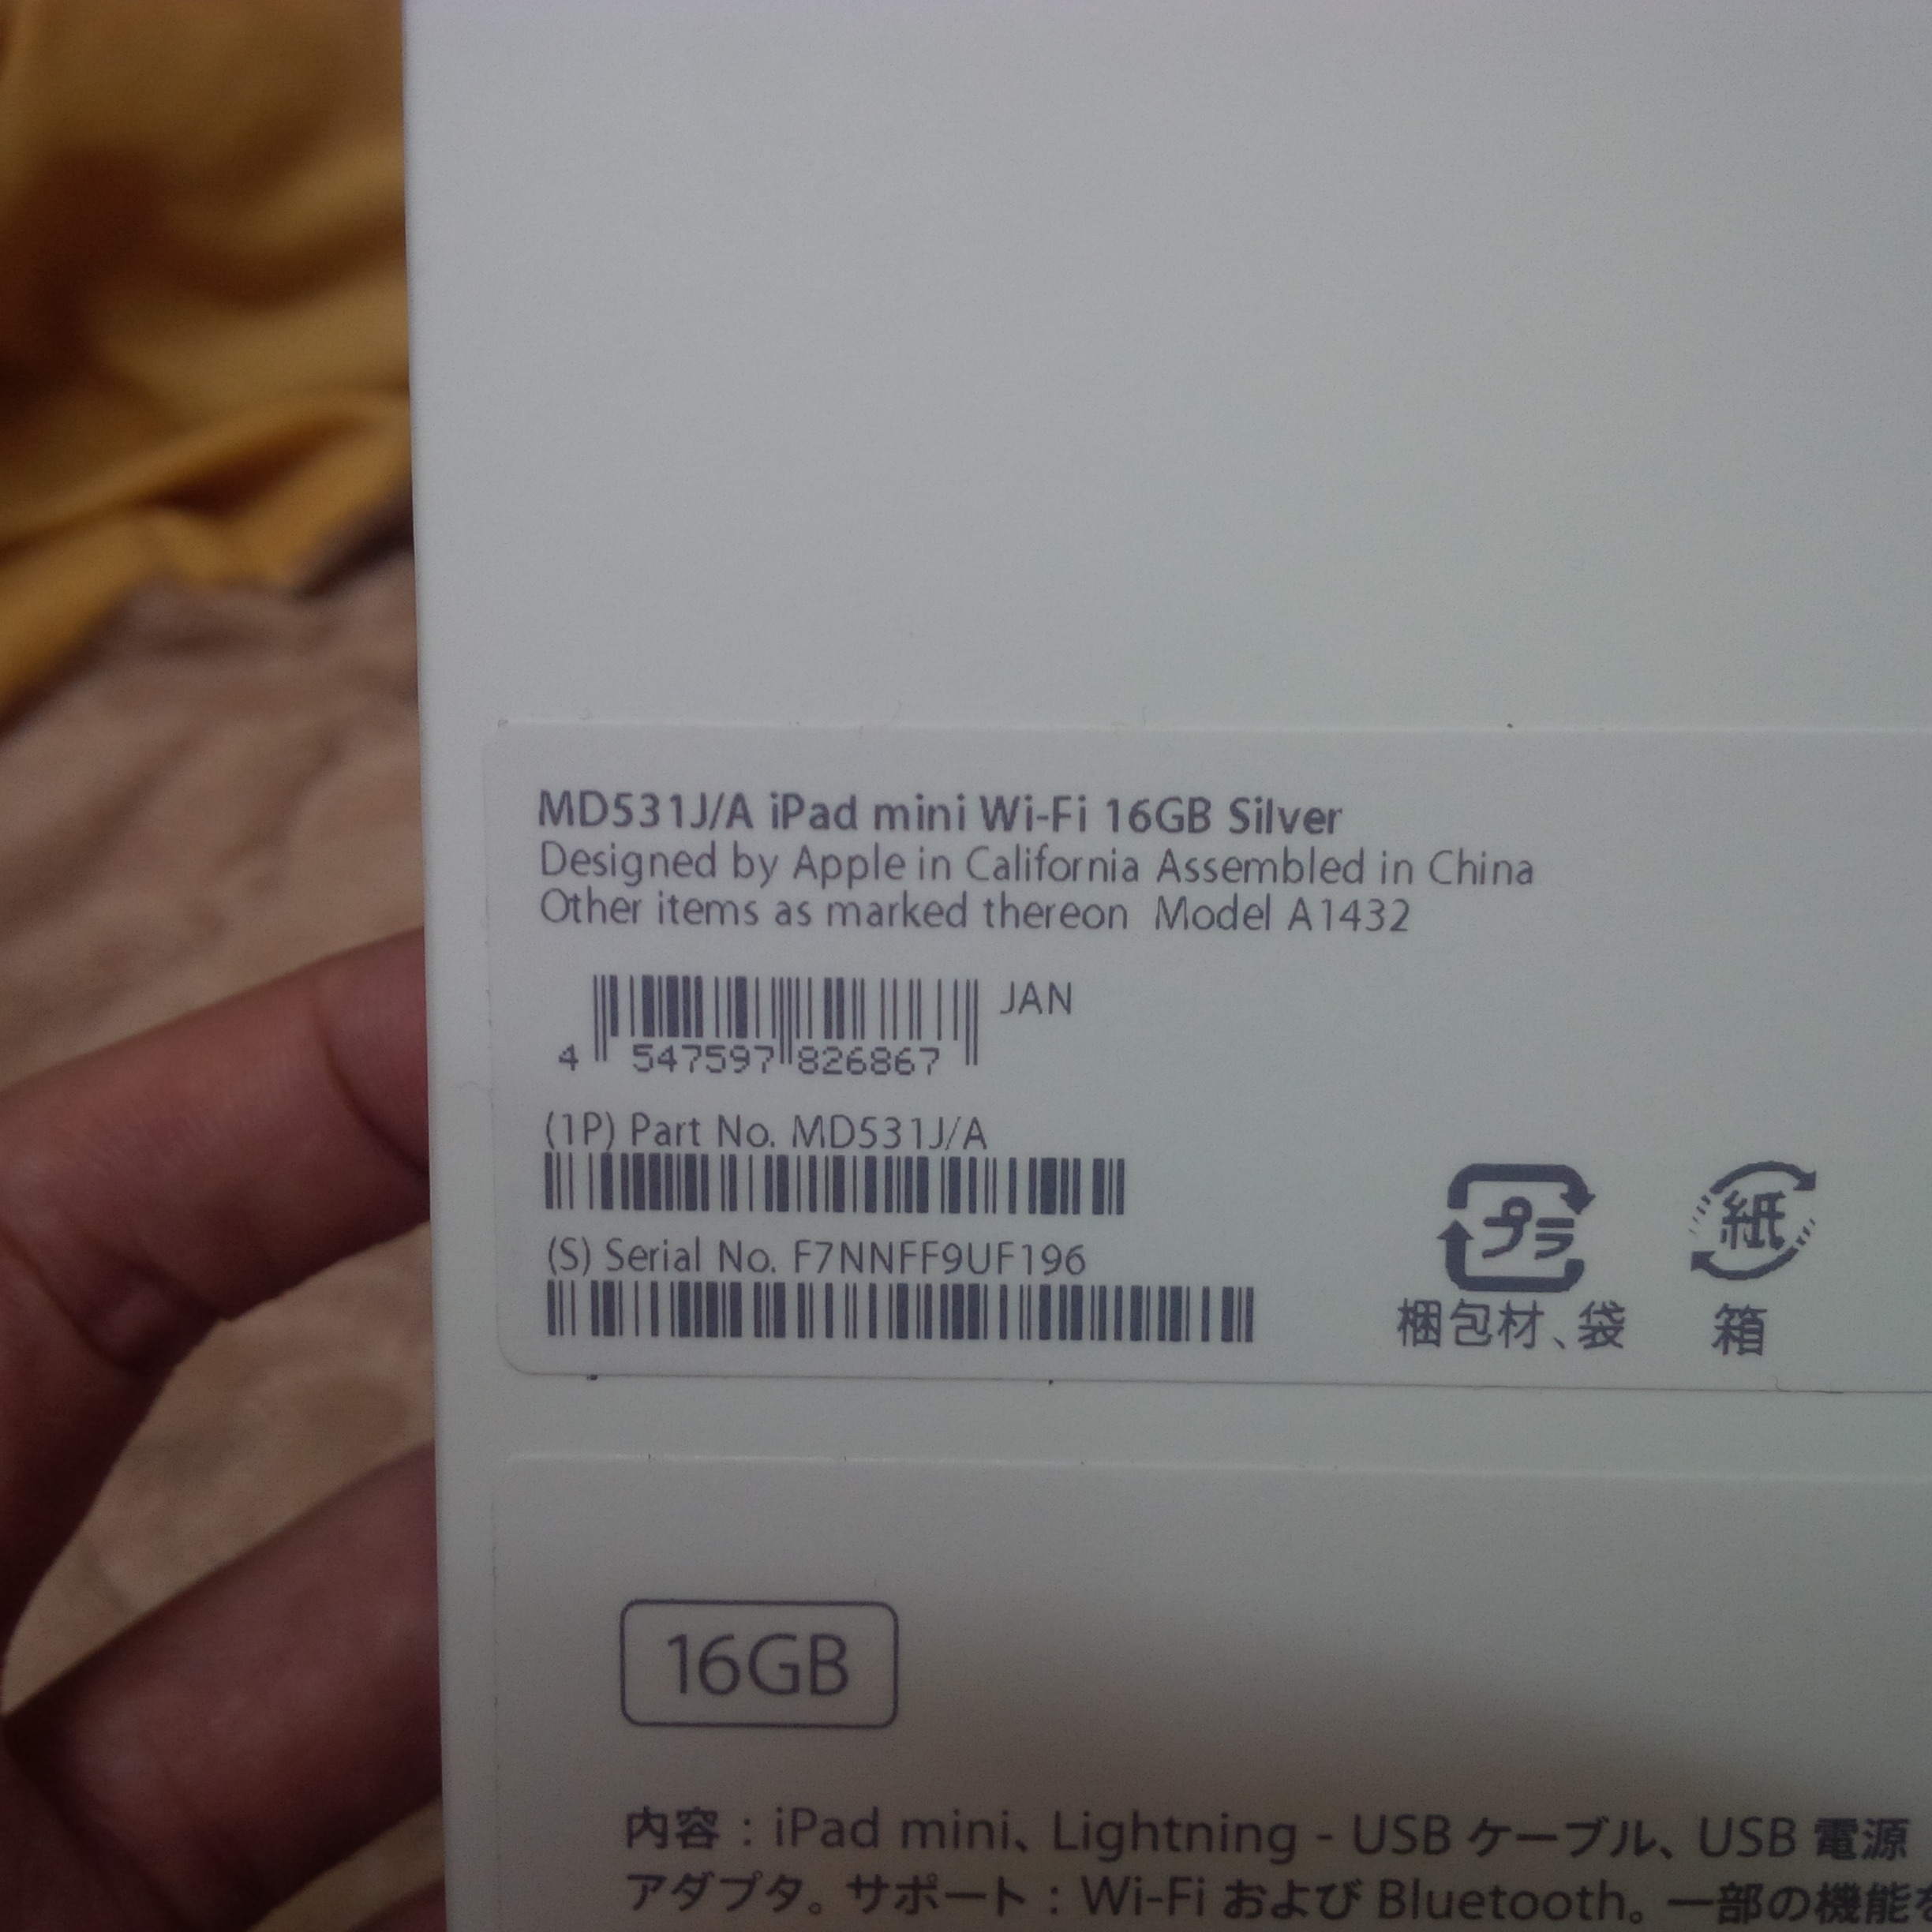 MD531J/A iPad mini Wi-Fi 16GB Silver
Designed by Apple in California Assembled in China
Other items as marked thereon Model A1432
JAN
4 547597 826867
(1P) Part No. MD531J/A
(S) Serial No. F7NNFF9UF196
プラ
紙
梱包材、袋
箱
16GB
内容：iPad mini、Lightning - USB ケーブル、USB 電源
アダプタ。サポート：Wi-Fi および Bluetooth。一部の機能を